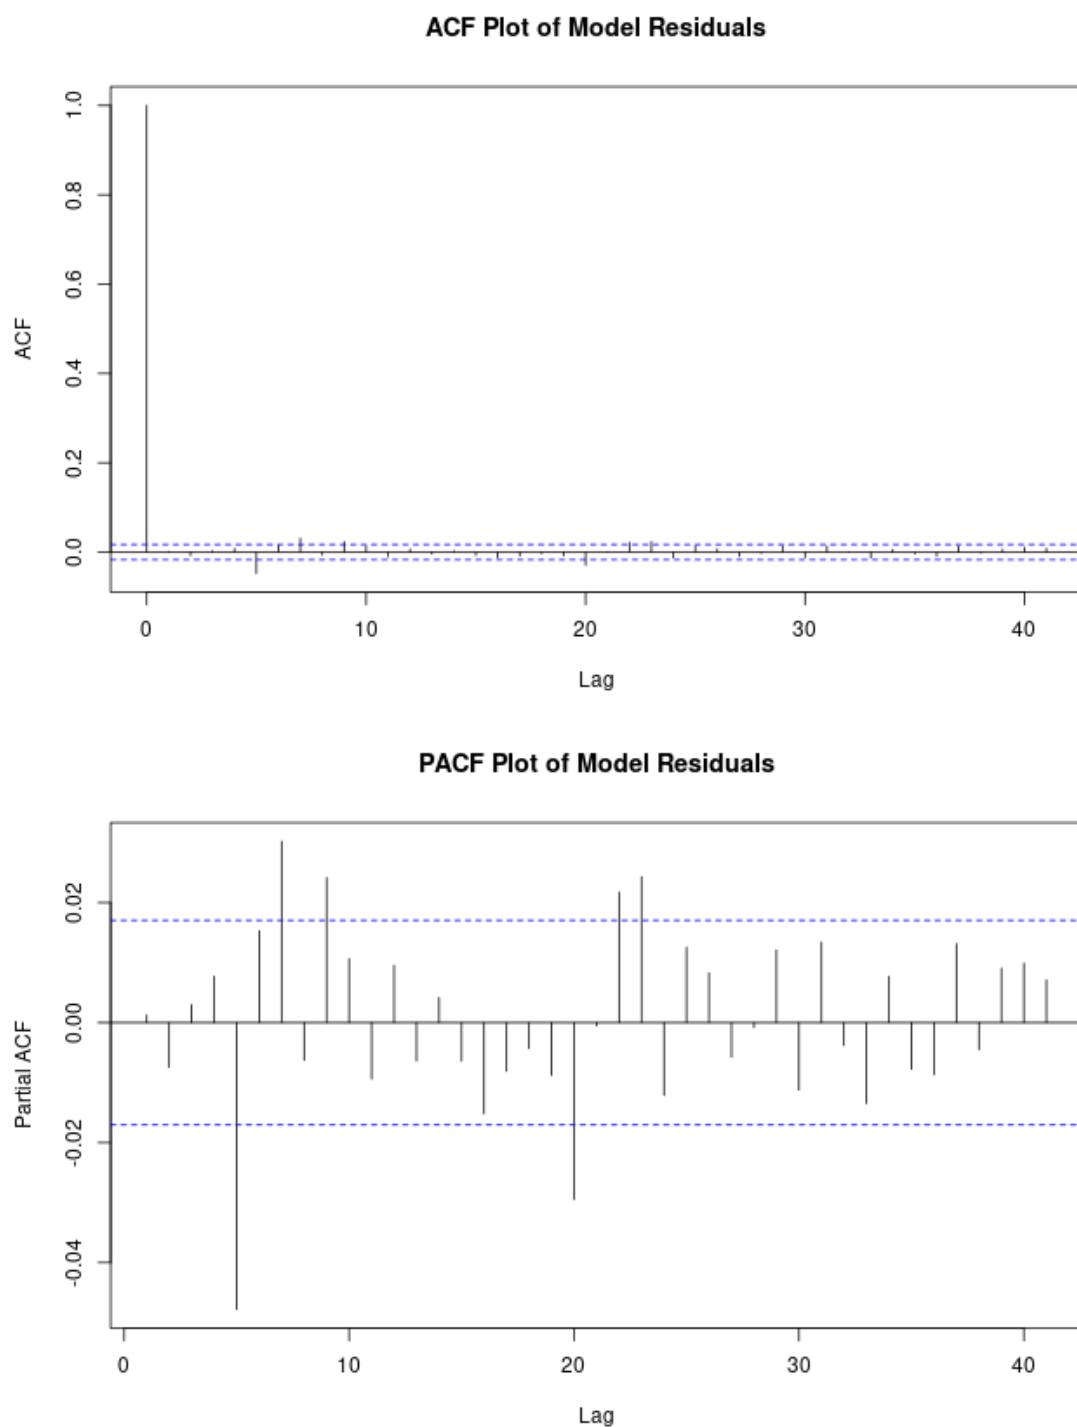 ACF Plot of Model Residuals
1.0
0.8
0.6
0.4
0.2
0.0
ACF
0 10 20 30 40
Lag
PACF Plot of Model Residuals
0.02
0.00
-0.02
-0.04
Partial ACF
0 10 20 30 40
Lag